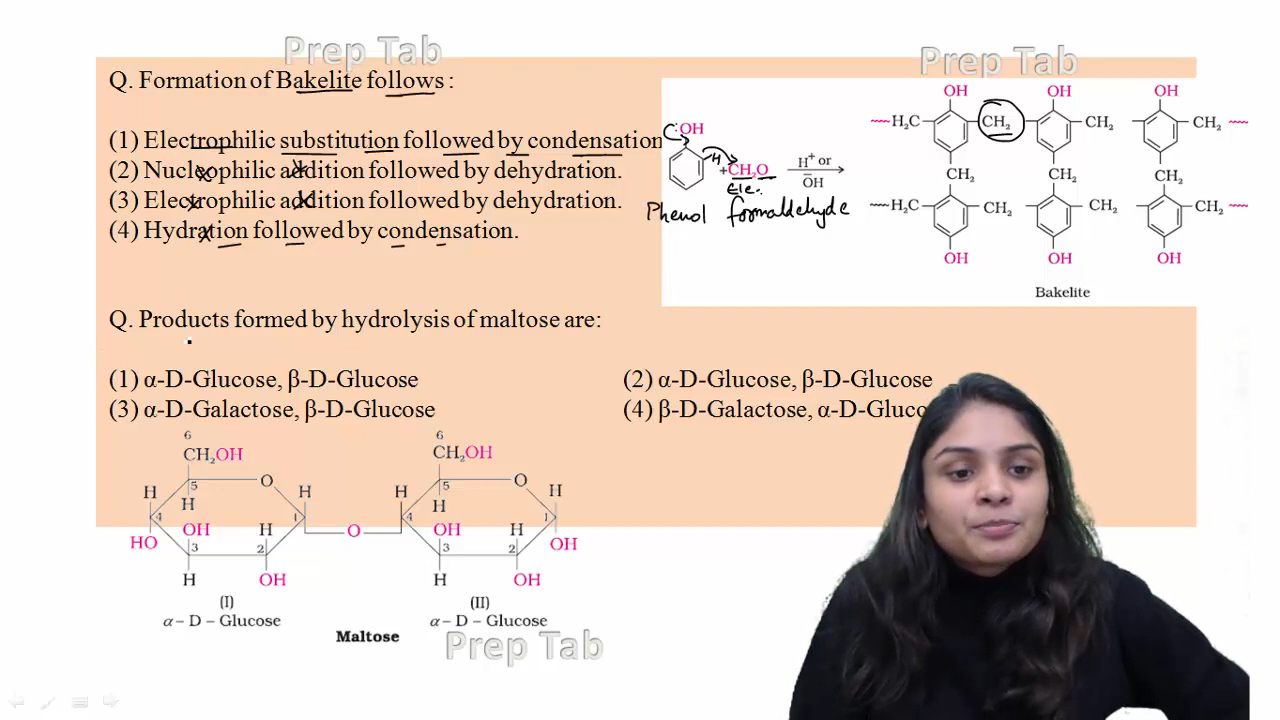 Prep Tab
Prep Tab
Q. Formation of Bakelite follows :
(1) Electrophilic substitution followed by condensation
(2) Nucleophilic addition followed by dehydration.
(3) Electrophilic addition followed by dehydration.
(4) Hydration followed by condensation.
:OH
H
+CH₂O
Ele.
H⁺ or
ŌH
Phenol formaldehyde
OH OH OH
H₂C CH₂ CH₂ CH₂
CH₂ CH₂ CH₂
H₂C CH₂ CH₂ CH₂
OH OH OH
Bakelite
Q. Products formed by hydrolysis of maltose are:
(1) α-D-Glucose, β-D-Glucose
(2) α-D-Glucose, β-D-Glucose
(3) α-D-Galactose, β-D-Glucose
(4) β-D-Galactose, α-D-Gluco
6 6
CH₂OH CH₂OH
H 5 O H H 5 O H
H H
4 OH H 1 4 OH H 1
HO O OH
3 2 3 2
H OH H OH
(I) (II)
α – D – Glucose α – D – Glucose
Maltose
Prep Tab